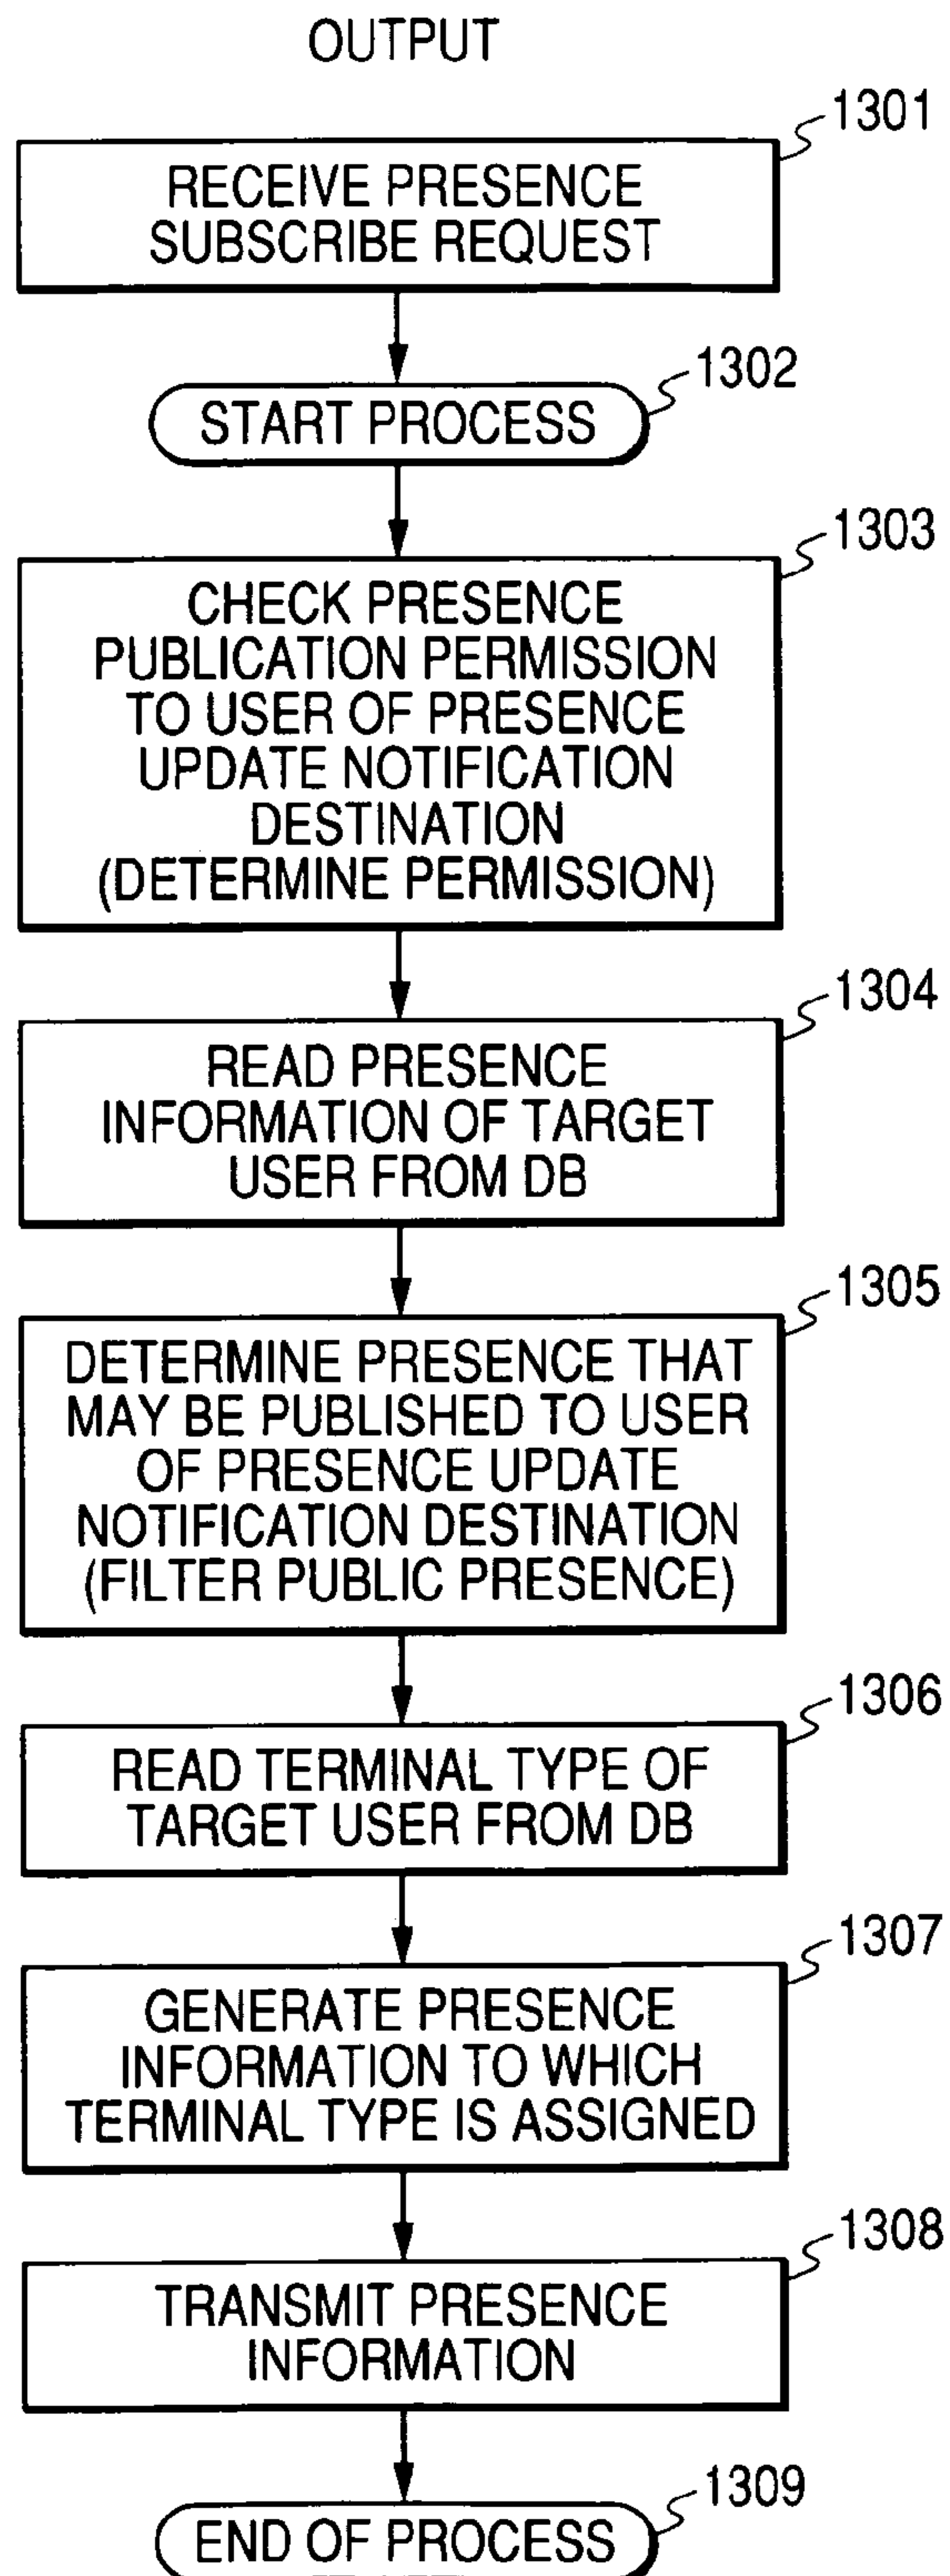 OUTPUT
1301
RECEIVE PRESENCE
SUBSCRIBE REQUEST
1302
START PROCESS
1303
CHECK PRESENCE
PUBLICATION PERMISSION
TO USER OF PRESENCE
UPDATE NOTIFICATION
DESTINATION
(DETERMINE PERMISSION)
1304
READ PRESENCE
INFORMATION OF TARGET
USER FROM DB
1305
DETERMINE PRESENCE THAT
MAY BE PUBLISHED TO USER
OF PRESENCE UPDATE
NOTIFICATION DESTINATION
(FILTER PUBLIC PRESENCE)
1306
READ TERMINAL TYPE OF
TARGET USER FROM DB
1307
GENERATE PRESENCE
INFORMATION TO WHICH
TERMINAL TYPE IS ASSIGNED
1308
TRANSMIT PRESENCE
INFORMATION
1309
END OF PROCESS